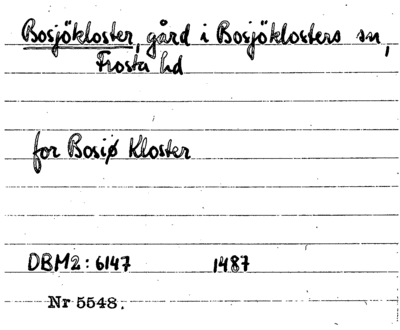 Bosjökloster, gård i Bosjöklosters sn,
Frosta hd
for Bosiø Kloster
DBM2: 6147 1487
Nr 5548.